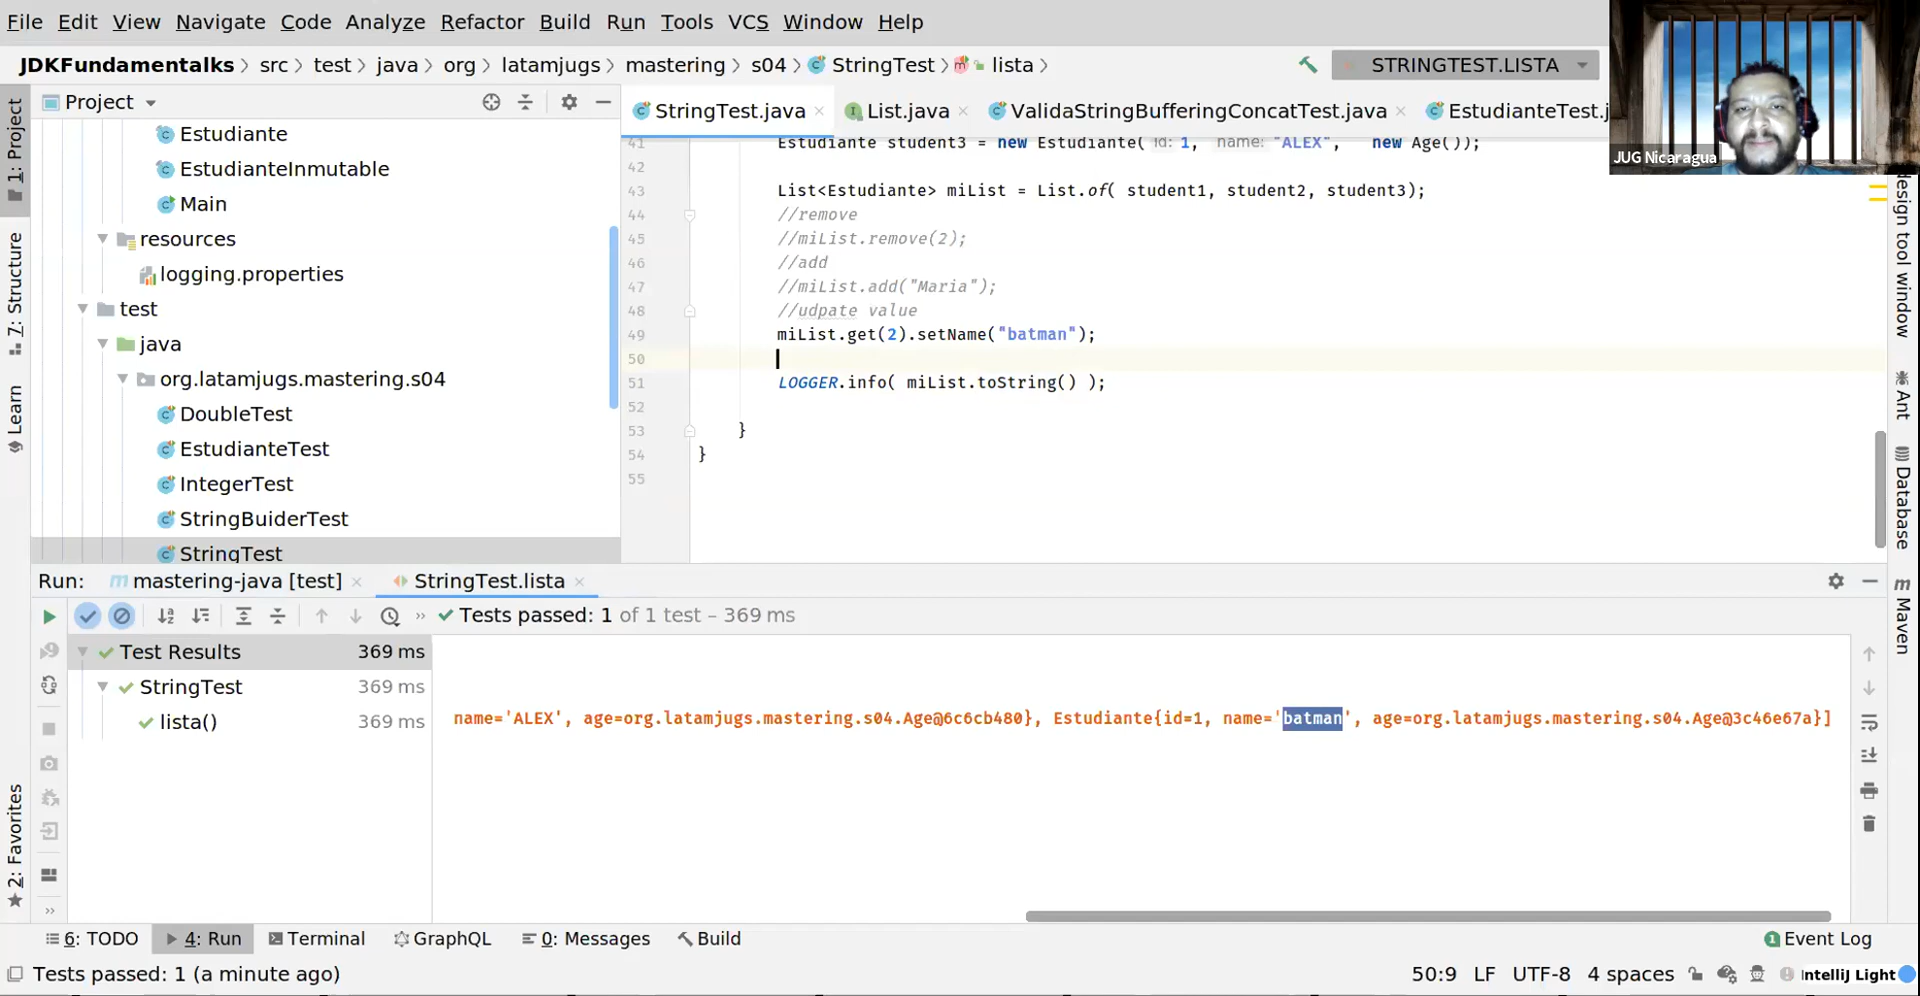 File Edit View Navigate Code Analyze Refactor Build Run Tools VCS Window Help
JDKFundamentalks src test java org latamjugs mastering s04 StringTest lista
STRINGTEST.LISTA
JUG Nicaragua
1: Project
7: Structure
Learn
2: Favorites
Project
Estudiante
EstudianteInmutable
Main
resources
logging.properties
test
java
org.latamjugs.mastering.s04
DoubleTest
EstudianteTest
IntegerTest
StringBuiderTest
StringTest
StringTest.java List.java ValidaStringBufferingConcatTest.java EstudianteTest.j
41 Estudiante student3 = new Estudiante( id: 1, name: "ALEX", new Age());
42
43 List<Estudiante> miList = List.of( student1, student2, student3);
44 //remove
45 //miList.remove(2);
46 //add
47 //miList.add("Maria");
48 //udpate value
49 miList.get(2).setName("batman");
50
51 LOGGER.info( miList.toString() );
52
53 }
54 }
55
design tool window
Ant
Database
Maven
Run: mastering-java [test] StringTest.lista
Tests passed: 1 of 1 test – 369 ms
Test Results 369 ms
StringTest 369 ms
lista() 369 ms
name='ALEX', age=org.latamjugs.mastering.s04.Age@6c6cb480}, Estudiante{id=1, name='batman', age=org.latamjugs.mastering.s04.Age@3c46e67a}]
6: TODO 4: Run Terminal GraphQL 0: Messages Build
1 Event Log
Tests passed: 1 (a minute ago)
50:9 LF UTF-8 4 spaces IntelliJ Light